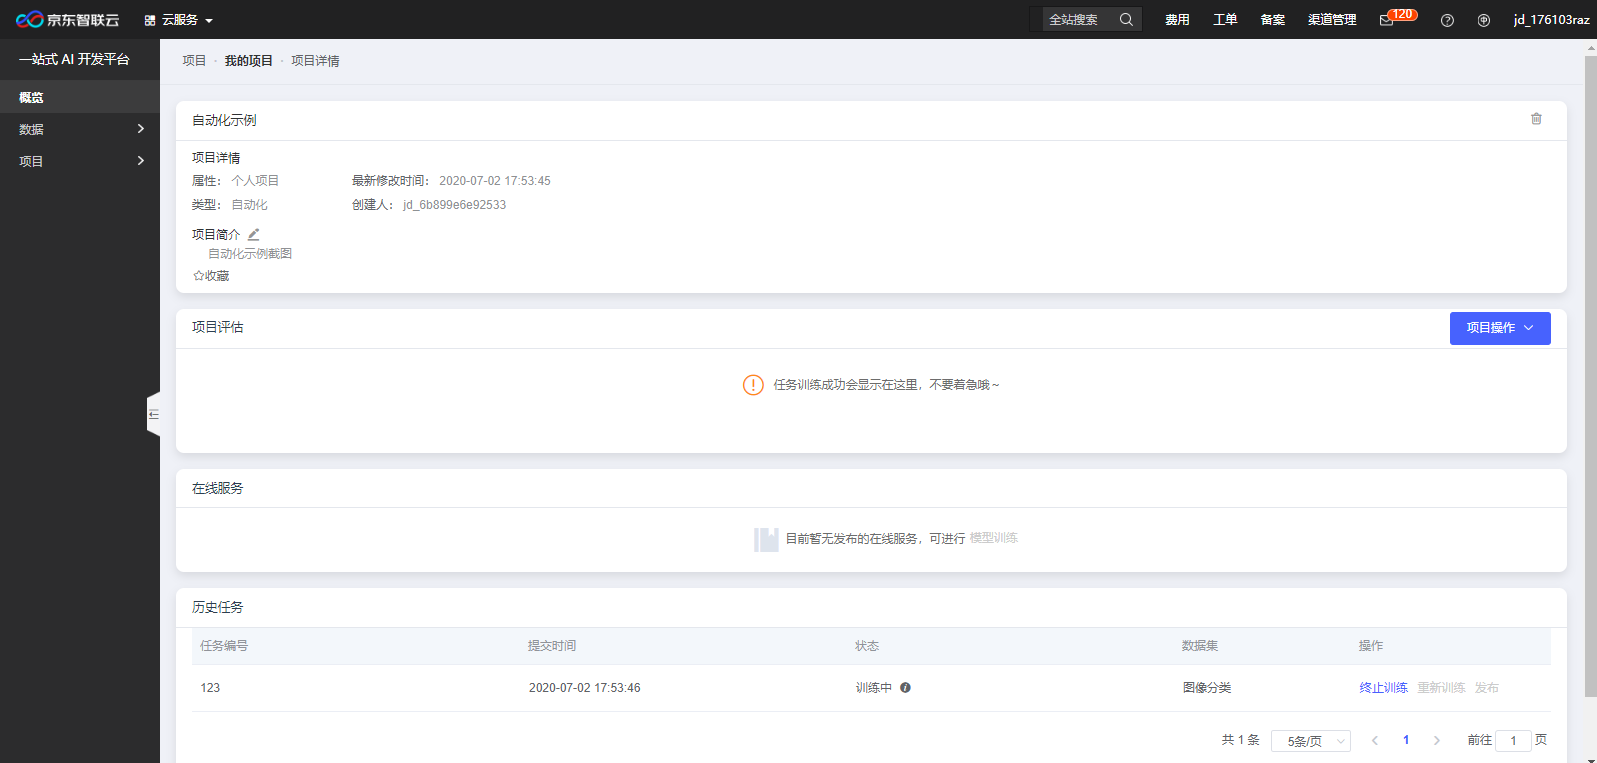 京东智联云 云服务 全站搜索 费用 工单 备案 渠道管理 120 jd_176103raz
一站式 AI 开发平台
概览
数据
项目
项目 · 我的项目 · 项目详情
自动化示例
项目详情
属性： 个人项目 最新修改时间： 2020-07-02 17:53:45
类型： 自动化 创建人： jd_6b899e6e92533
项目简介
自动化示例截图
收藏
项目评估 项目操作
任务训练成功会显示在这里，不要着急哦~
在线服务
目前暂无发布的在线服务，可进行 模型训练
历史任务
任务编号 提交时间 状态 数据集 操作
123 2020-07-02 17:53:46 训练中 图像分类 终止训练 重新训练 发布
共 1 条 5条/页 1 前往 1 页